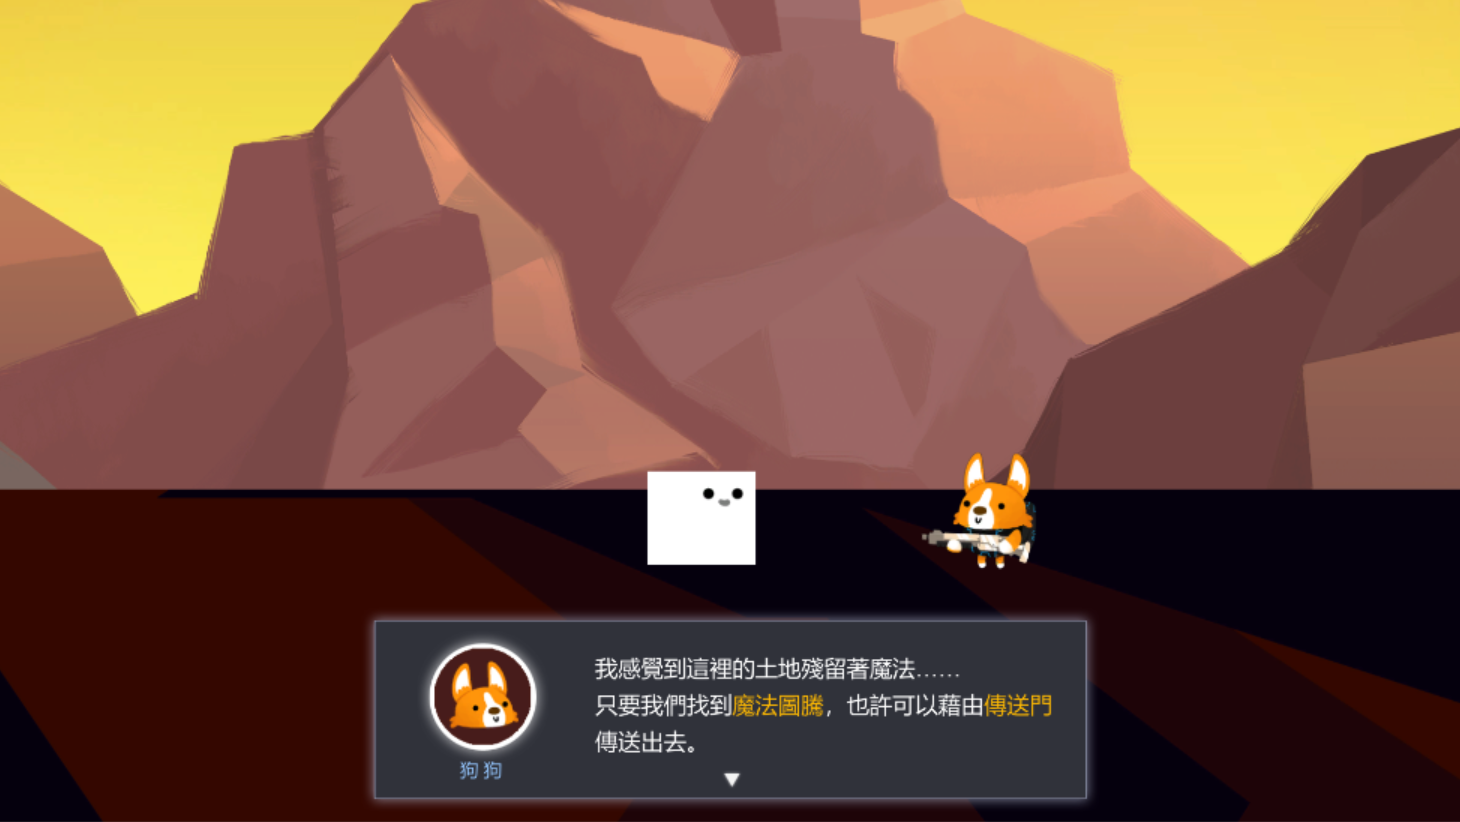 我感覺到這裡的土地殘留著魔法……
只要我們找到魔法圖騰，也許可以藉由傳送門
傳送出去。
狗狗